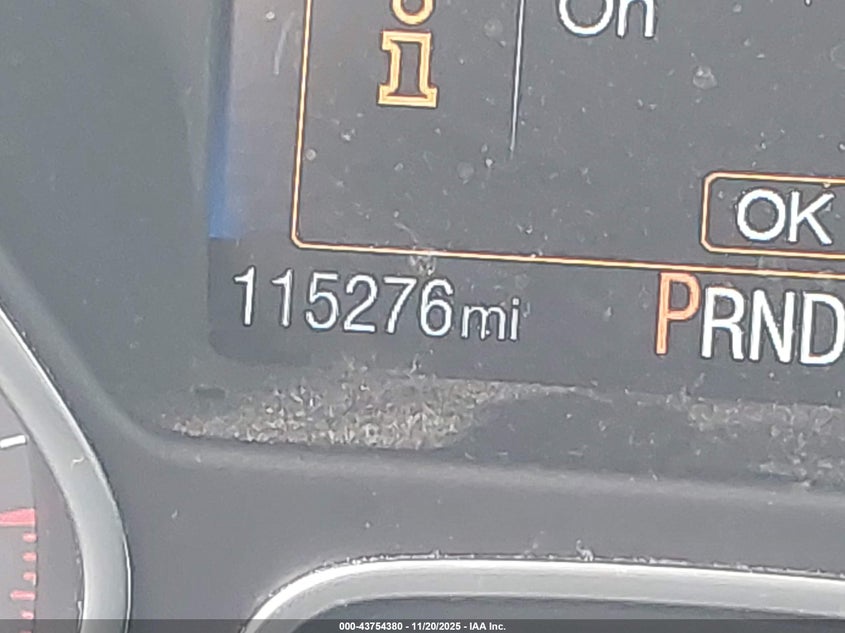 On
OK
115276mi PRND
000-43754380 - 11/20/2025 - IAA Inc.